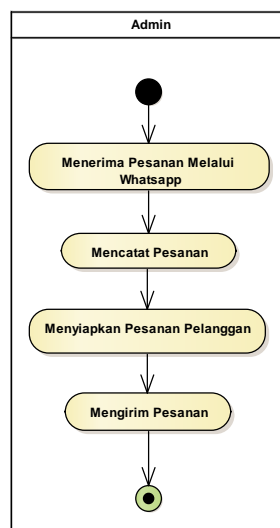 Admin
Menerima Pesanan Melalui
Whatsapp
Mencatat Pesanan
Menyiapkan Pesanan Pelanggan
Mengirim Pesanan